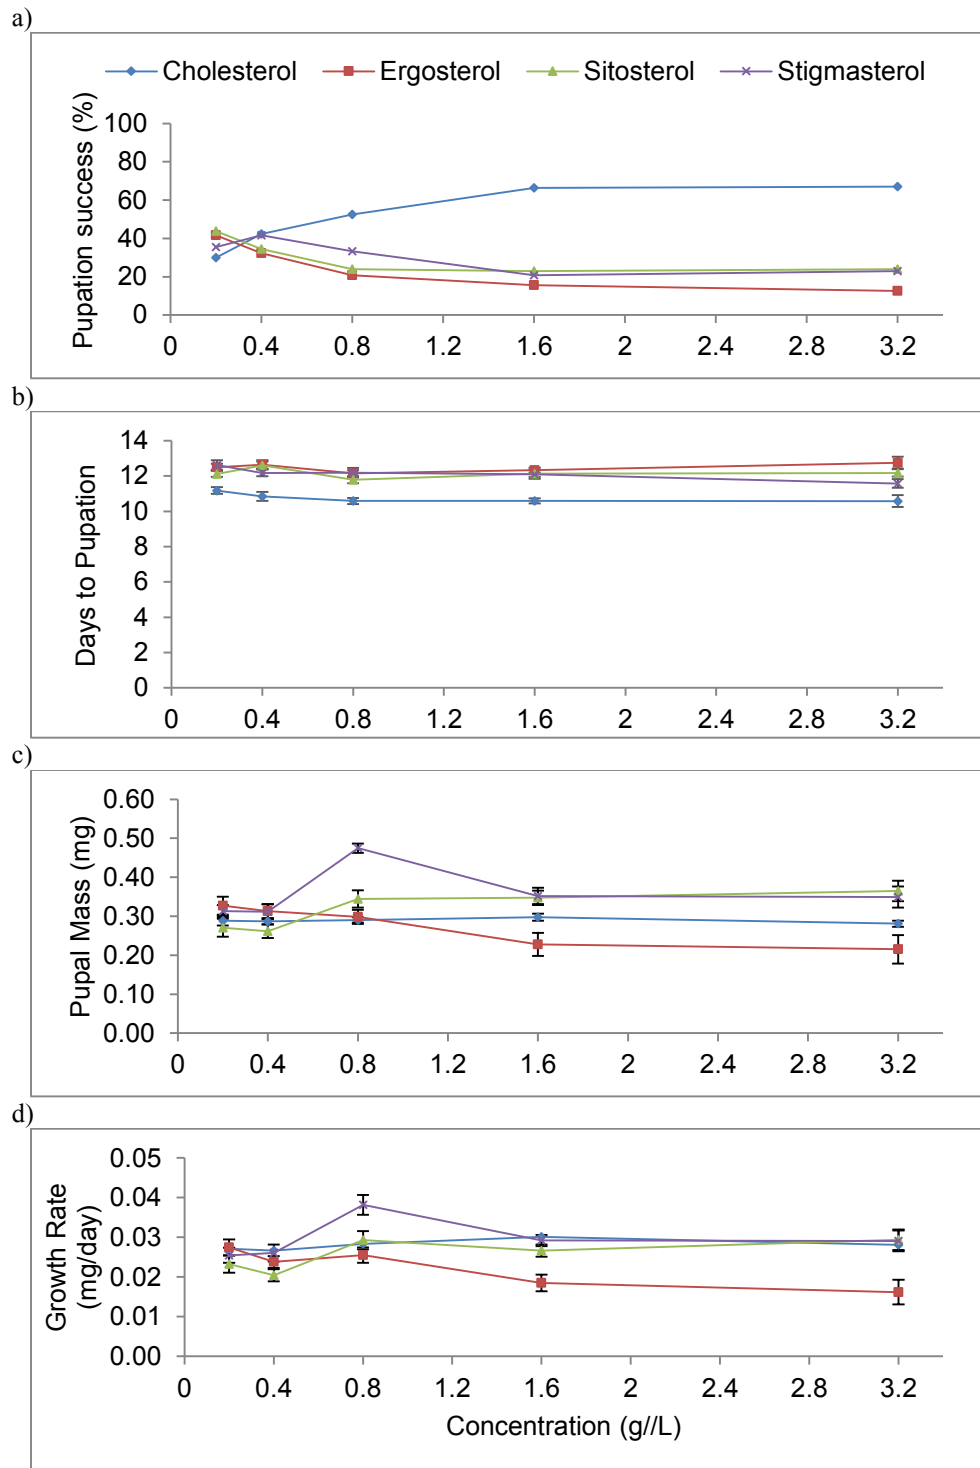 a)
Cholesterol Ergosterol Sitosterol Stigmasterol
Pupation success (%)
100
80
60
40
20
0
0 0.4 0.8 1.2 1.6 2 2.4 2.8 3.2
b)
Days to Pupation
14
12
10
8
6
4
2
0
0 0.4 0.8 1.2 1.6 2 2.4 2.8 3.2
c)
Pupal Mass (mg)
0.60
0.50
0.40
0.30
0.20
0.10
0.00
0 0.4 0.8 1.2 1.6 2 2.4 2.8 3.2
d)
Growth Rate
(mg/day)
0.05
0.04
0.03
0.02
0.01
0.00
0 0.4 0.8 1.2 1.6 2 2.4 2.8 3.2
Concentration (g//L)